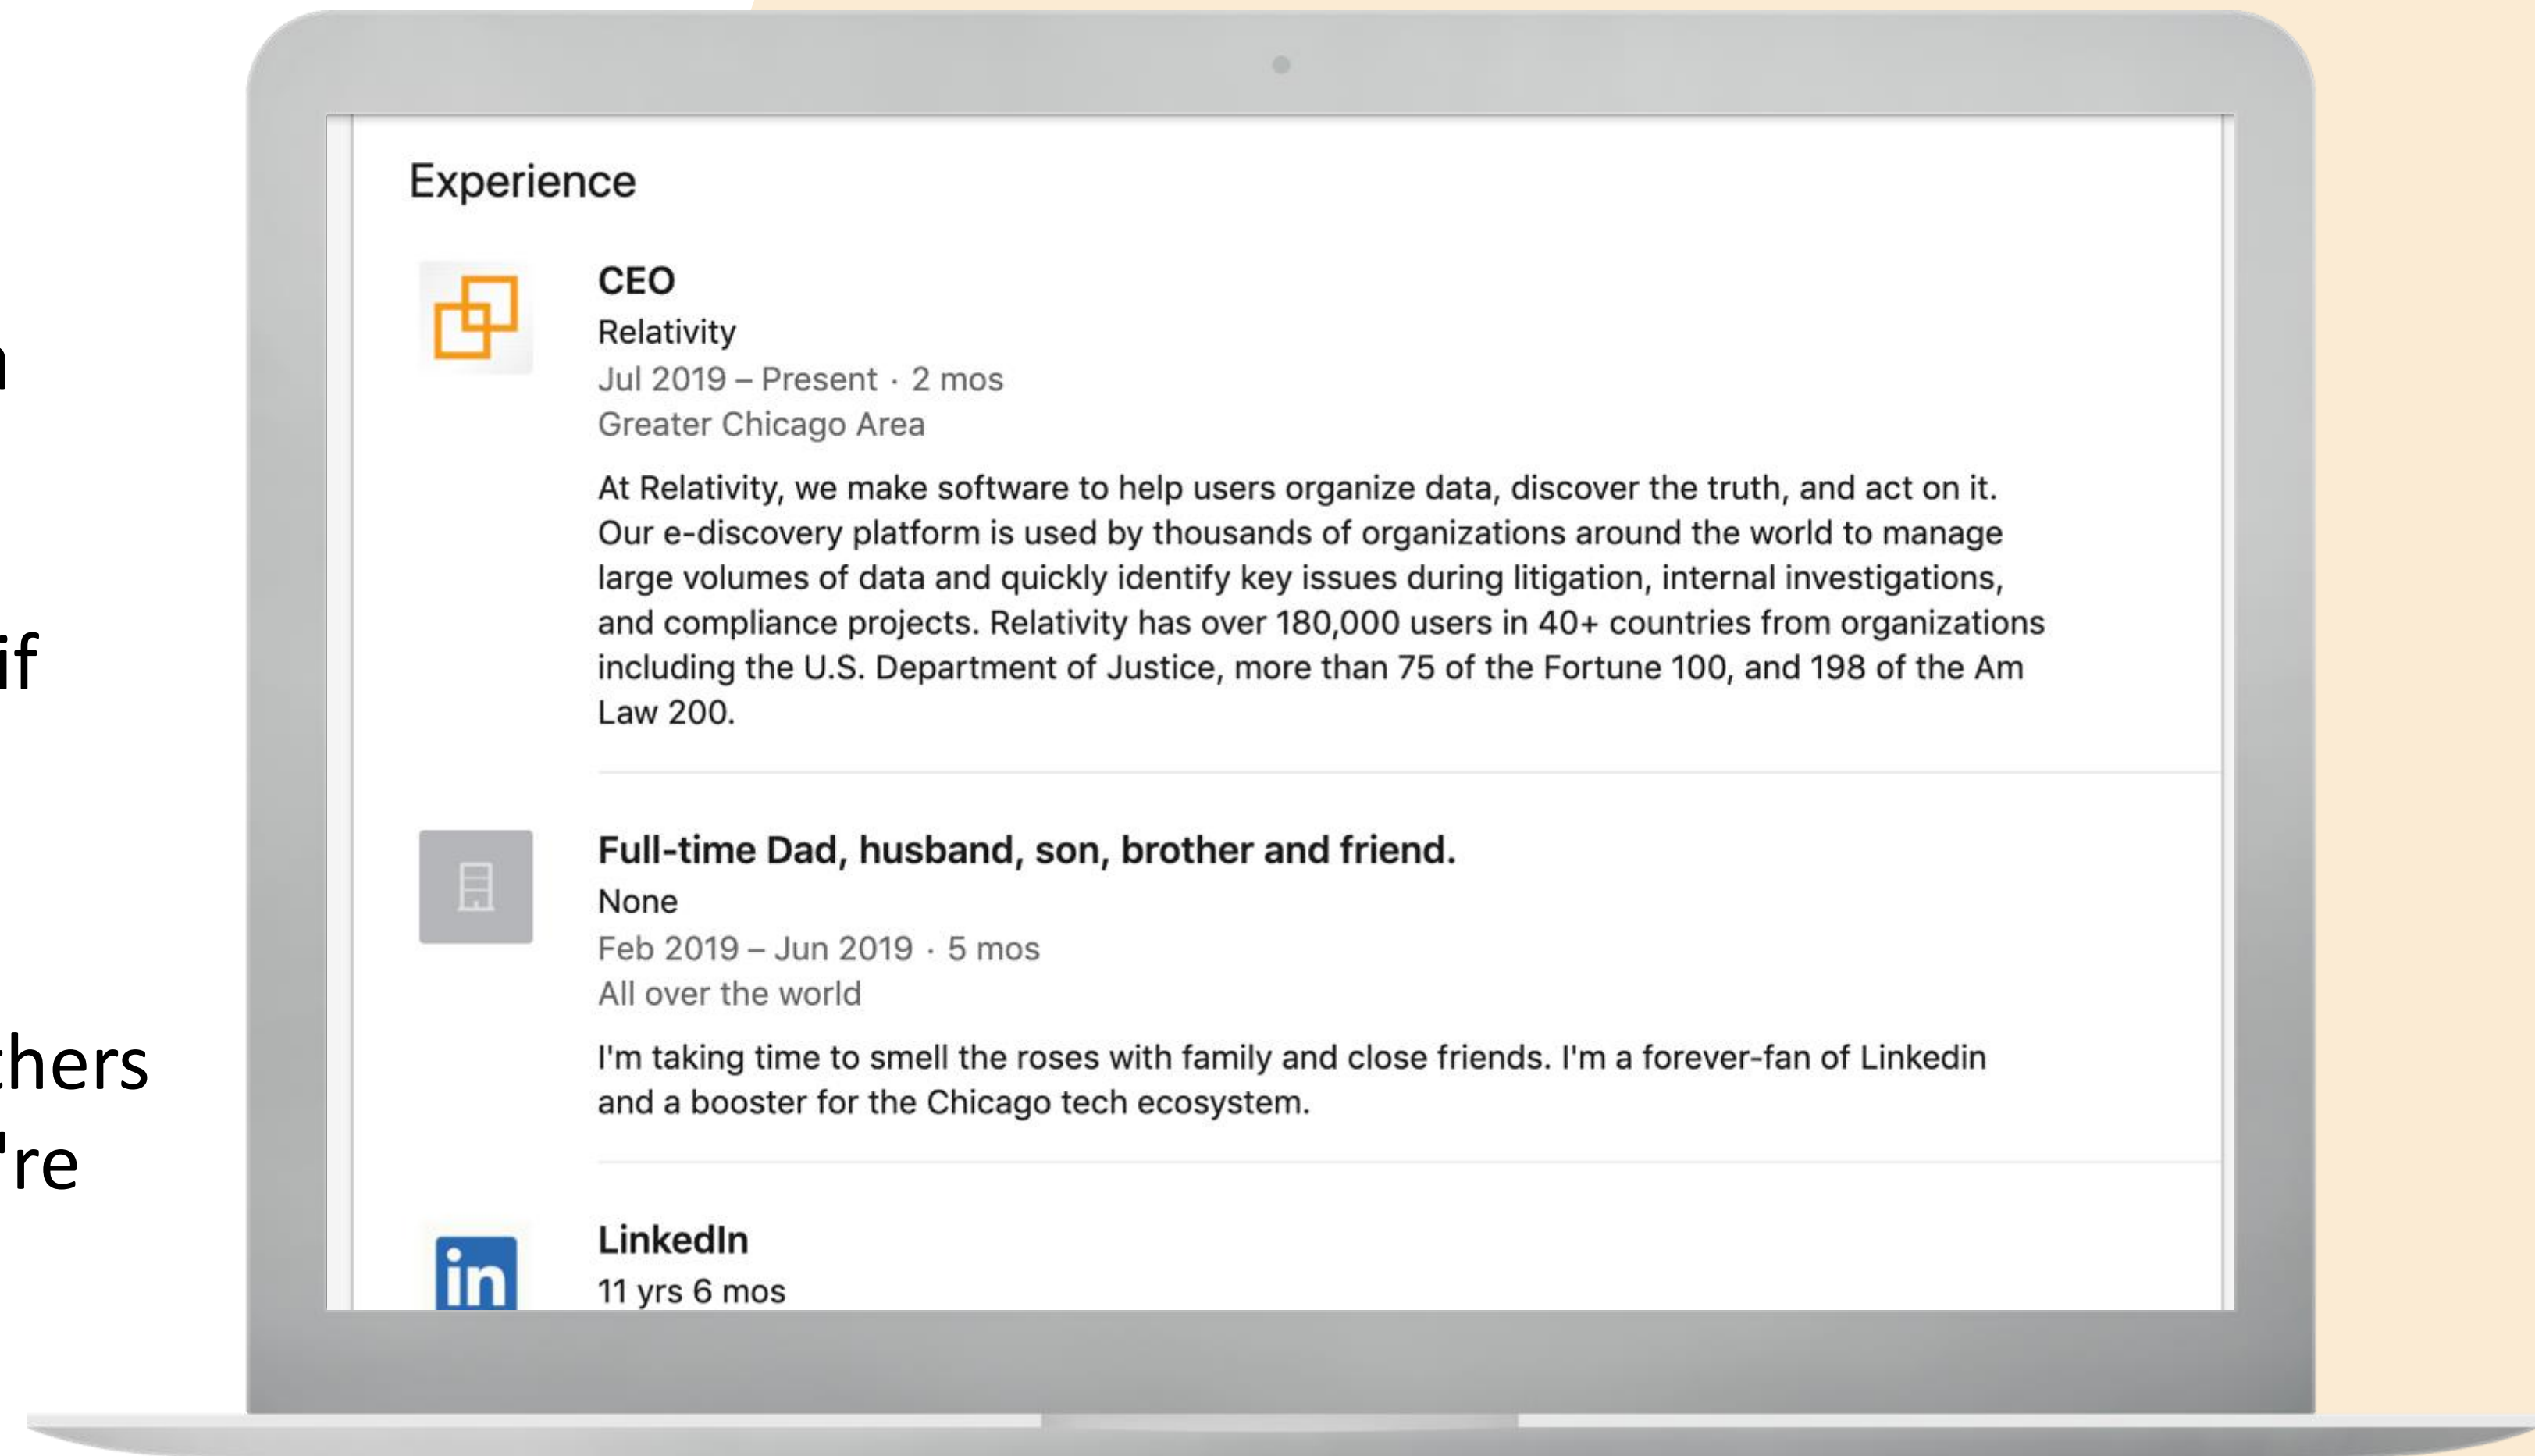 Experience
CEO
Relativity
Jul 2019 – Present · 2 mos
Greater Chicago Area
At Relativity, we make software to help users organize data, discover the truth, and act on it.
Our e-discovery platform is used by thousands of organizations around the world to manage
large volumes of data and quickly identify key issues during litigation, internal investigations,
and compliance projects. Relativity has over 180,000 users in 40+ countries from organizations
including the U.S. Department of Justice, more than 75 of the Fortune 100, and 198 of the Am
Law 200.
Full-time Dad, husband, son, brother and friend.
None
Feb 2019 – Jun 2019 · 5 mos
All over the world
I'm taking time to smell the roses with family and close friends. I'm a forever-fan of Linkedin
and a booster for the Chicago tech ecosystem.
in
LinkedIn
11 yrs 6 mos
if